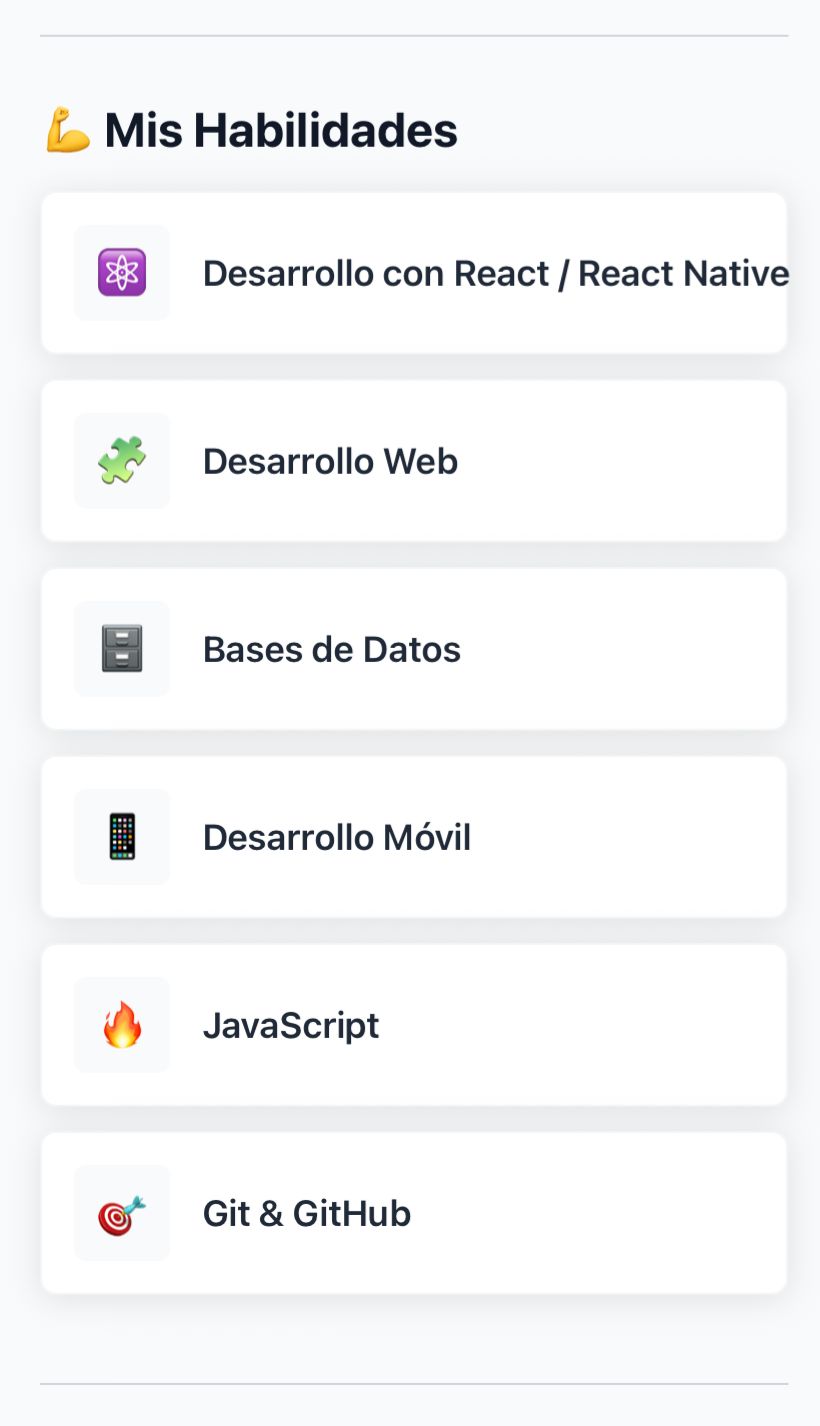 💪 Mis Habilidades
⚛️ Desarrollo con React / React Native
🧩 Desarrollo Web
🗄️ Bases de Datos
📱 Desarrollo Móvil
🔥 JavaScript
🎯 Git & GitHub